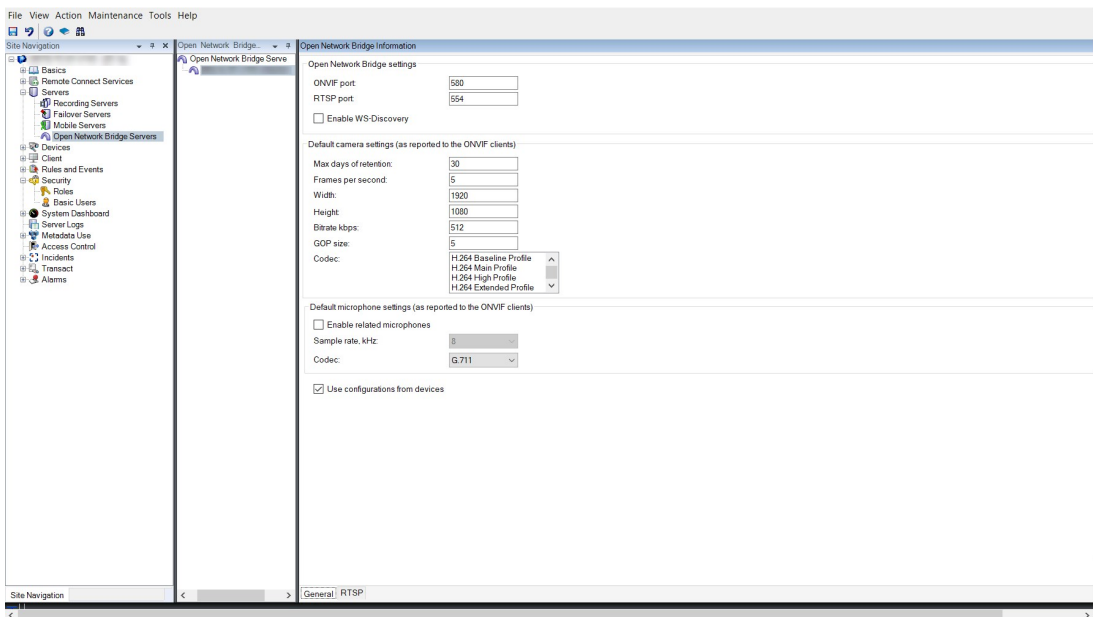 File View Action Maintenance Tools Help
Site Navigation
Basics
Remote Connect Services
Servers
Recording Servers
Failover Servers
Mobile Servers
Open Network Bridge Servers
Devices
Client
Rules and Events
Security
Roles
Basic Users
System Dashboard
Server Logs
Metadata Use
Access Control
Incidents
Transact
Alarms
Site Navigation
Open Network Bridge...
Open Network Bridge Serve
Open Network Bridge Information
Open Network Bridge settings
ONVIF port: 580
RTSP port: 554
Enable WS-Discovery
Default camera settings (as reported to the ONVIF clients)
Max days of retention: 30
Frames per second: 5
Width: 1920
Height: 1080
Bitrate kbps: 512
GOP size: 5
Codec: H.264 Baseline Profile
H.264 Main Profile
H.264 High Profile
H.264 Extended Profile
Default microphone settings (as reported to the ONVIF clients)
Enable related microphones
Sample rate, kHz: 8
Codec: G.711
Use configurations from devices
General RTSP